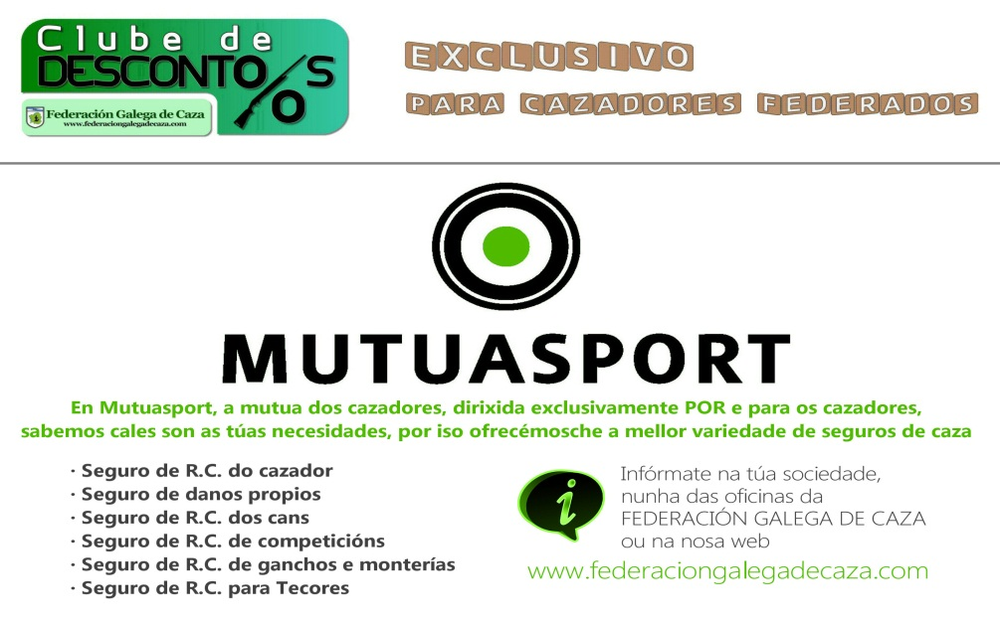 Clube de
DESCONTO%S
Federación Galega de Caza
www.federaciongalegadecaza.com
EXCLUSIVO
PARA CAZADORES FEDERADOS
MUTUASPORT
En Mutuasport, a mutua dos cazadores, dirixida exclusivamente POR e para os cazadores,
sabemos cales son as túas necesidades, por iso ofrecémosche a mellor variedade de seguros de caza
· Seguro de R.C. do cazador
· Seguro de danos propios
· Seguro de R.C. dos cans
· Seguro de R.C. de competicións
· Seguro de R.C. de ganchos e monterías
· Seguro de R.C. para Tecores
i
Infórmate na túa sociedade,
nunha das oficinas da
FEDERACIÓN GALEGA DE CAZA
ou na nosa web
www.federaciongalegadecaza.com